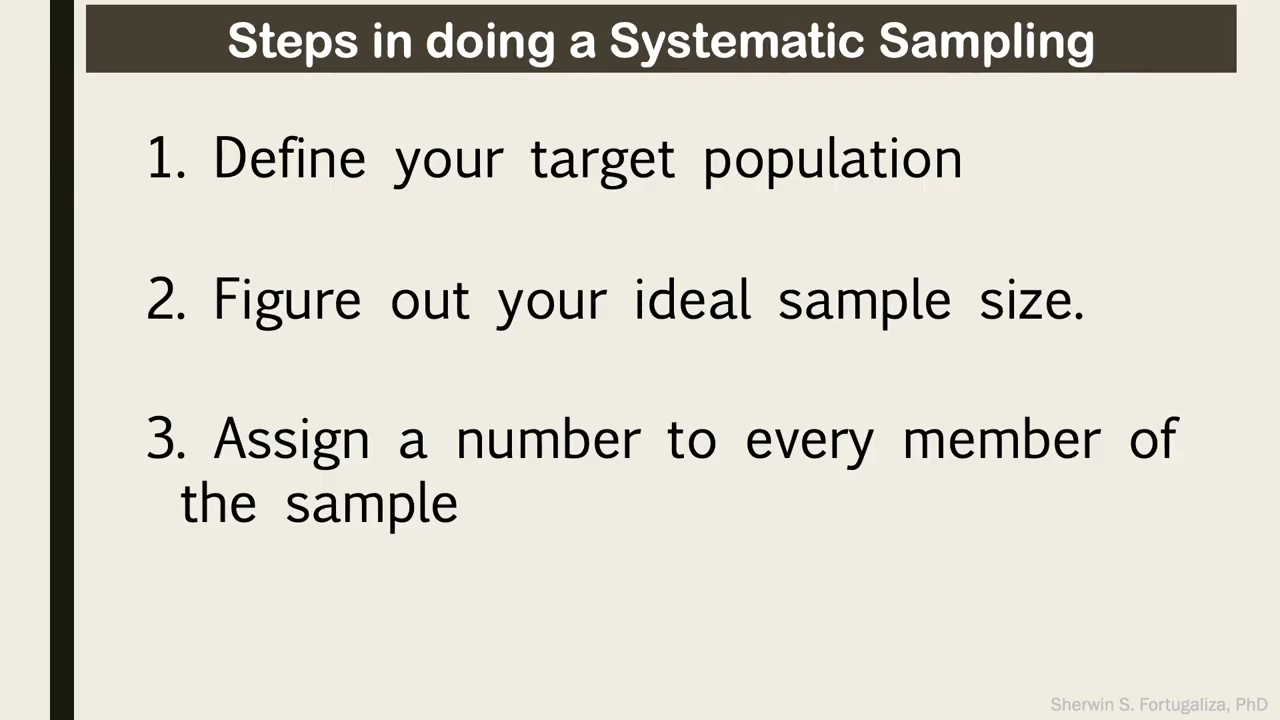 Steps in doing a Systematic Sampling
1. Define your target population
2. Figure out your ideal sample size.
3. Assign a number to every member of
the sample
Sherwin S. Fortugaliza, PhD